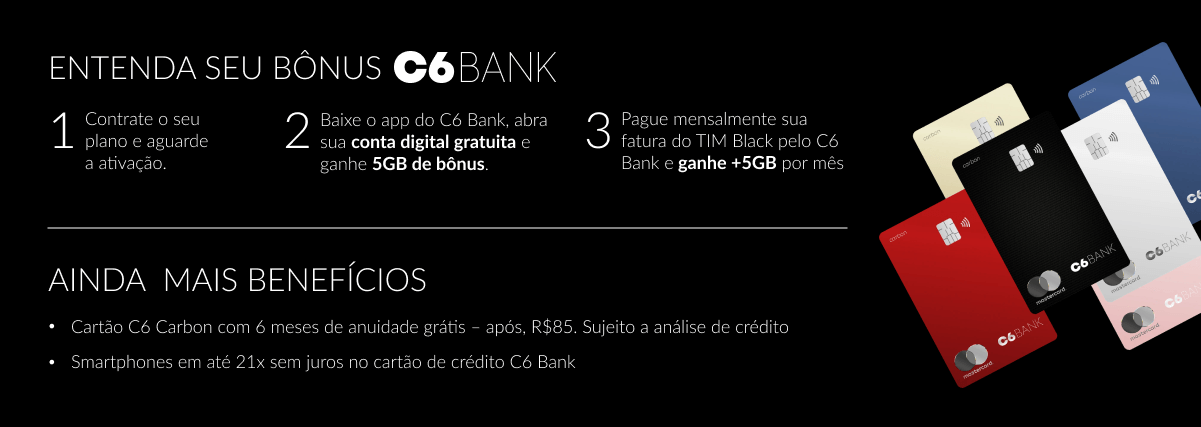 ENTENDA SEU BÔNUS C6BANK
1 Contrate o seu
plano e aguarde
a ativação.
2 Baixe o app do C6 Bank, abra
sua conta digital gratuita e
ganhe 5GB de bônus.
3 Pague mensalmente sua
fatura do TIM Black pelo C6
Bank e ganhe +5GB por mês
AINDA MAIS BENEFÍCIOS
• Cartão C6 Carbon com 6 meses de anuidade grátis – após, R$85. Sujeito a análise de crédito
• Smartphones em até 21x sem juros no cartão de crédito C6 Bank
carbon
carbon
carbon
carbon
C6
C6BANK
C6BANK
mastercard
C6
mastercard
C6BANK
mastercard